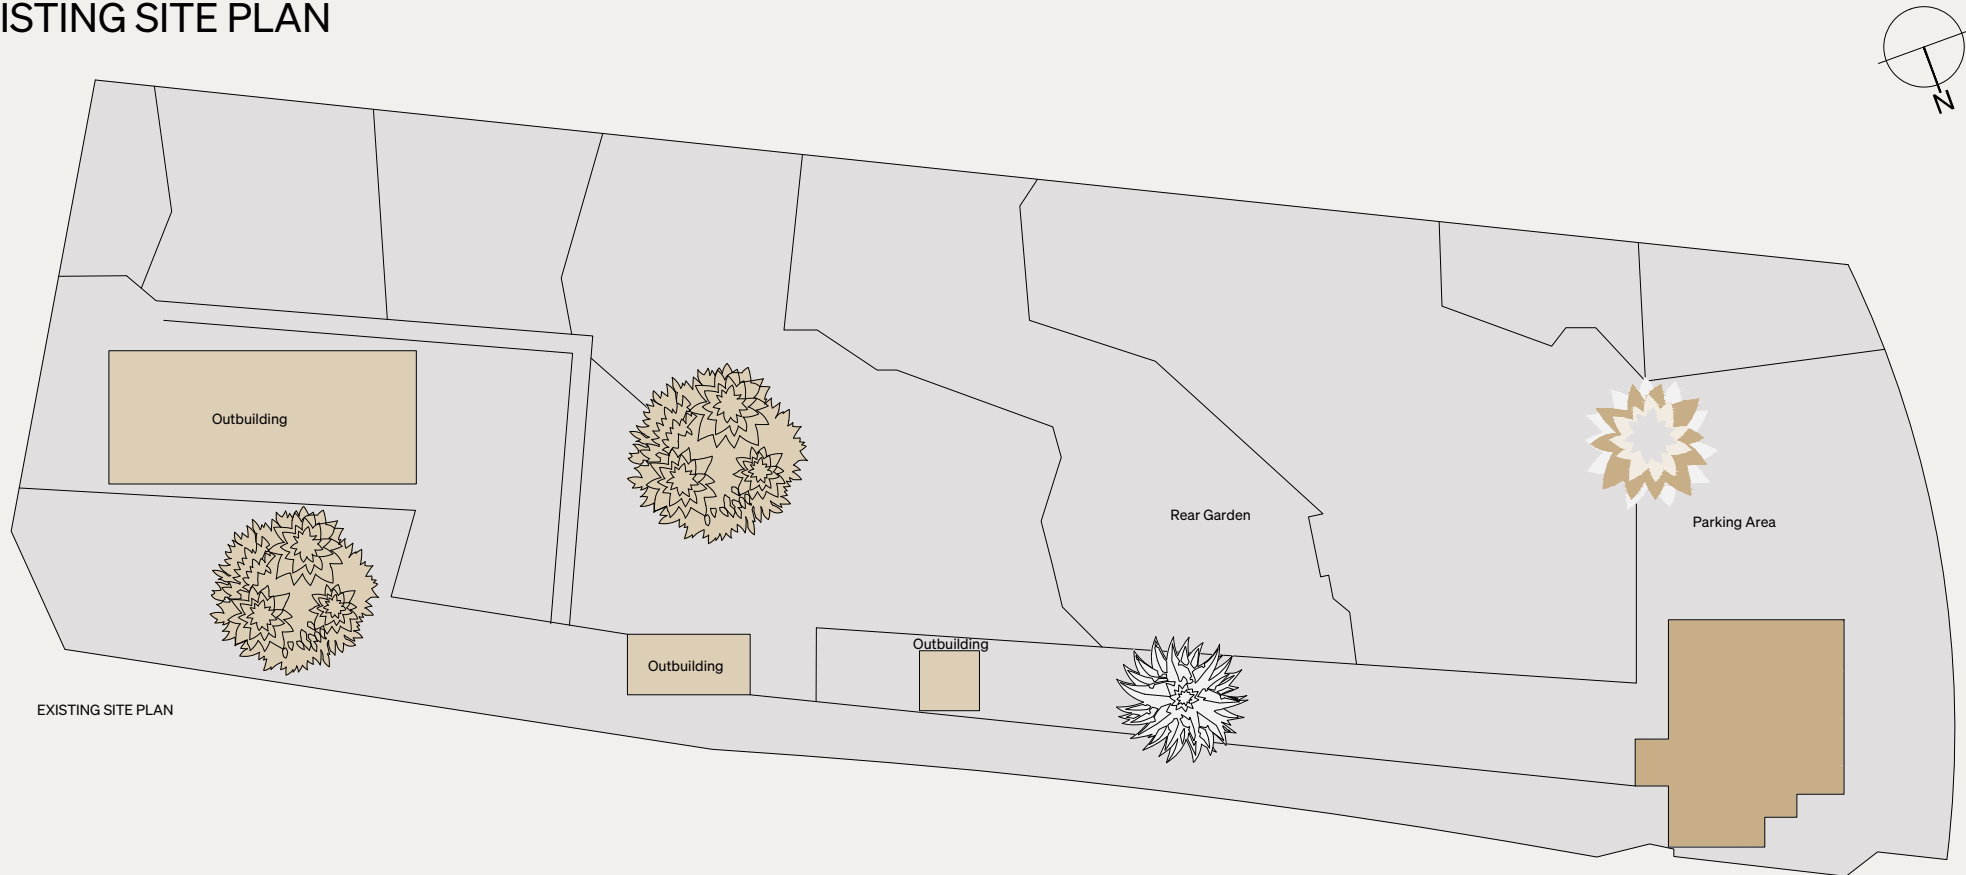 ISTING SITE PLAN
N
Outbuilding
Rear Garden
Parking Area
Outbuilding
Outbuilding
EXISTING SITE PLAN